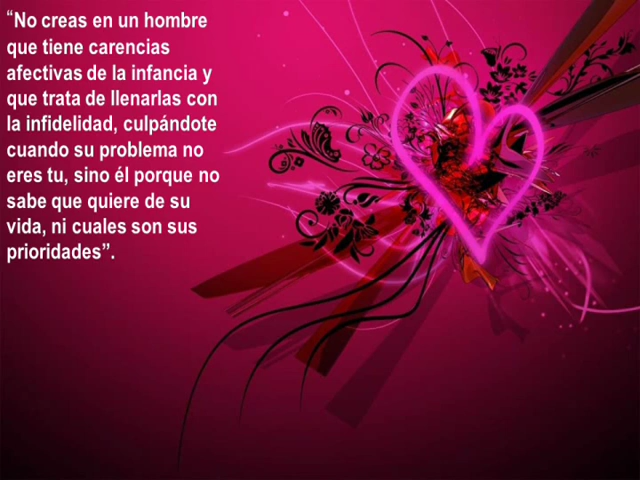 “No creas en un hombre
que tiene carencias
afectivas de la infancia y
que trata de llenarlas con
la infidelidad, culpándote
cuando su problema no
eres tu, sino él porque no
sabe que quiere de su
vida, ni cuales son sus
prioridades”.